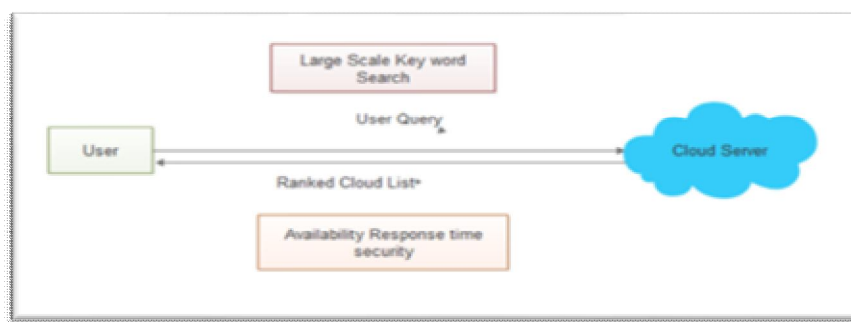 Large Scale Key word
Search
User Query
User
Cloud Server
Ranked Cloud List
Availability Response time
security